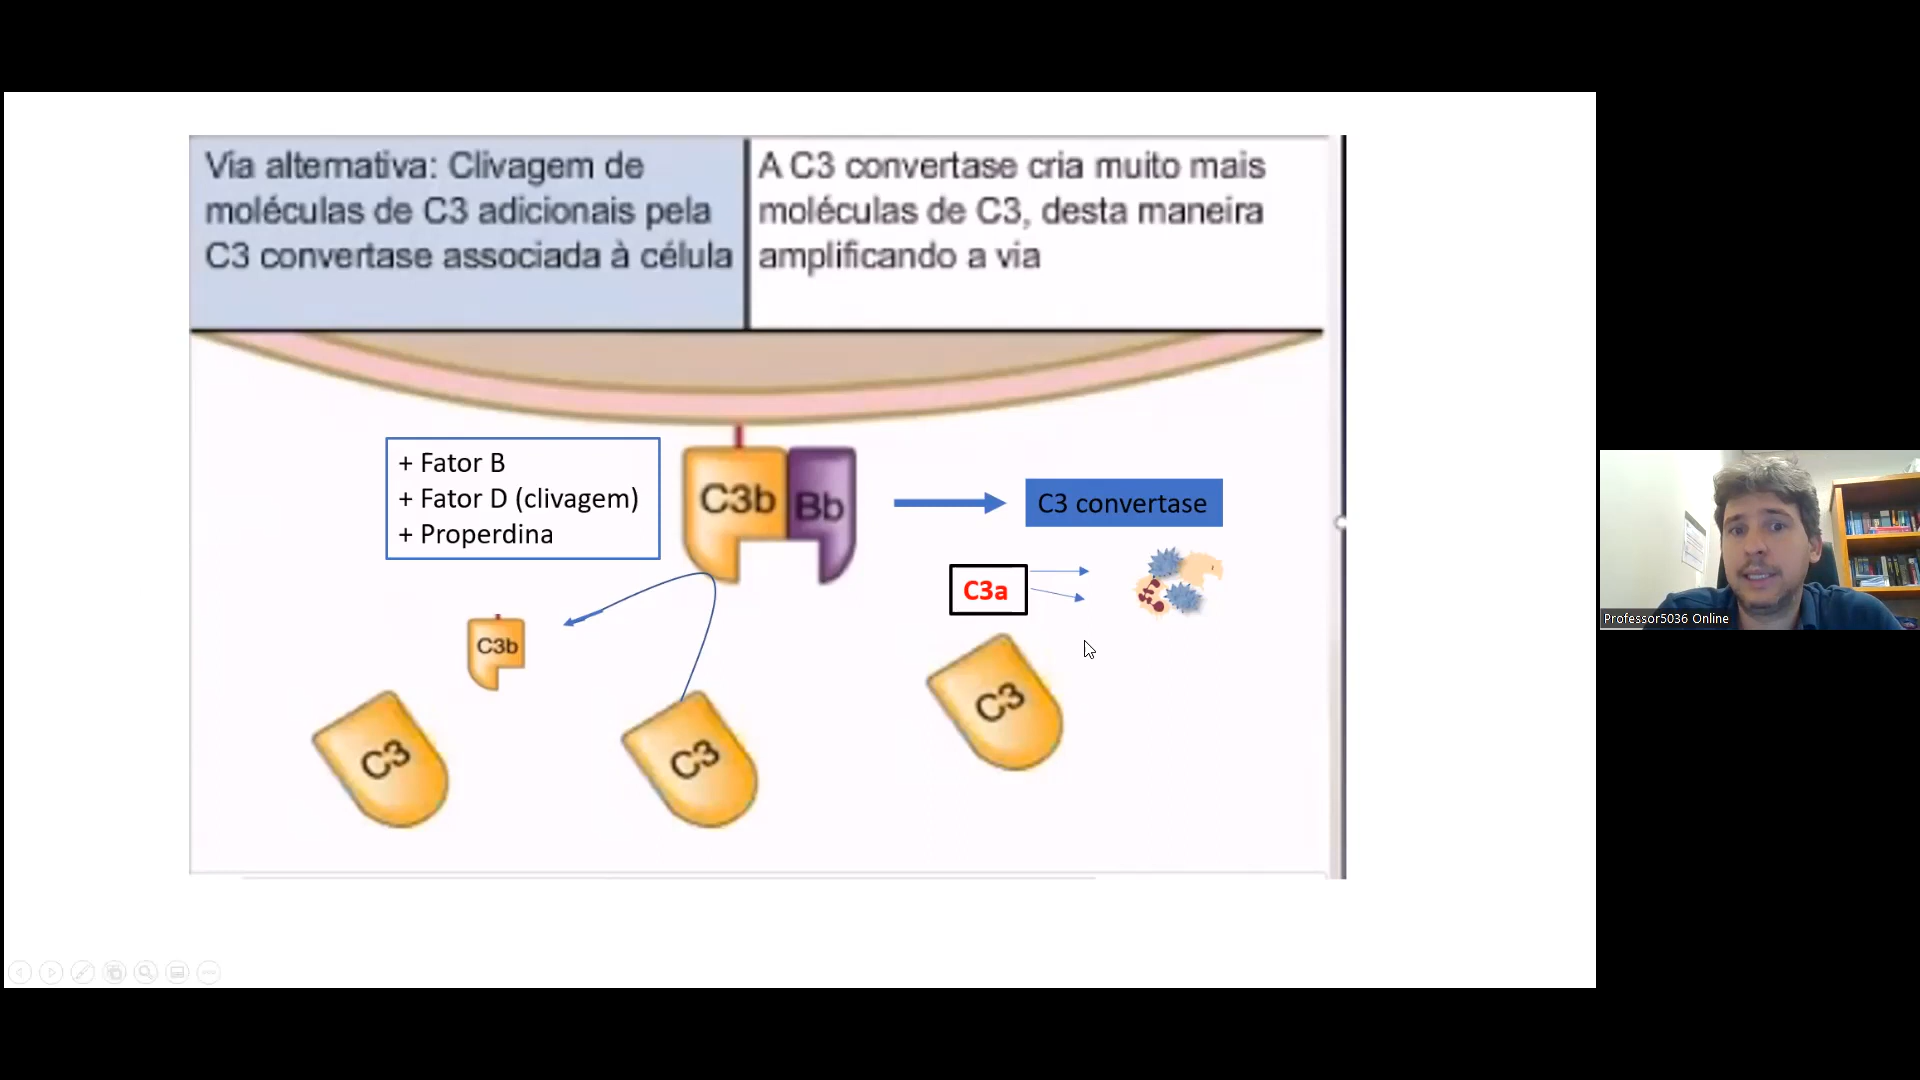 Via alternativa: Clivagem de
moléculas de C3 adicionais pela
C3 convertase associada à célula
A C3 convertase cria muito mais
moléculas de C3, desta maneira
amplificando a via
+ Fator B
+ Fator D (clivagem)
+ Properdina
C3b
Bb
C3 convertase
C3a
C3b
C3
C3
C3
Professor5036 Online